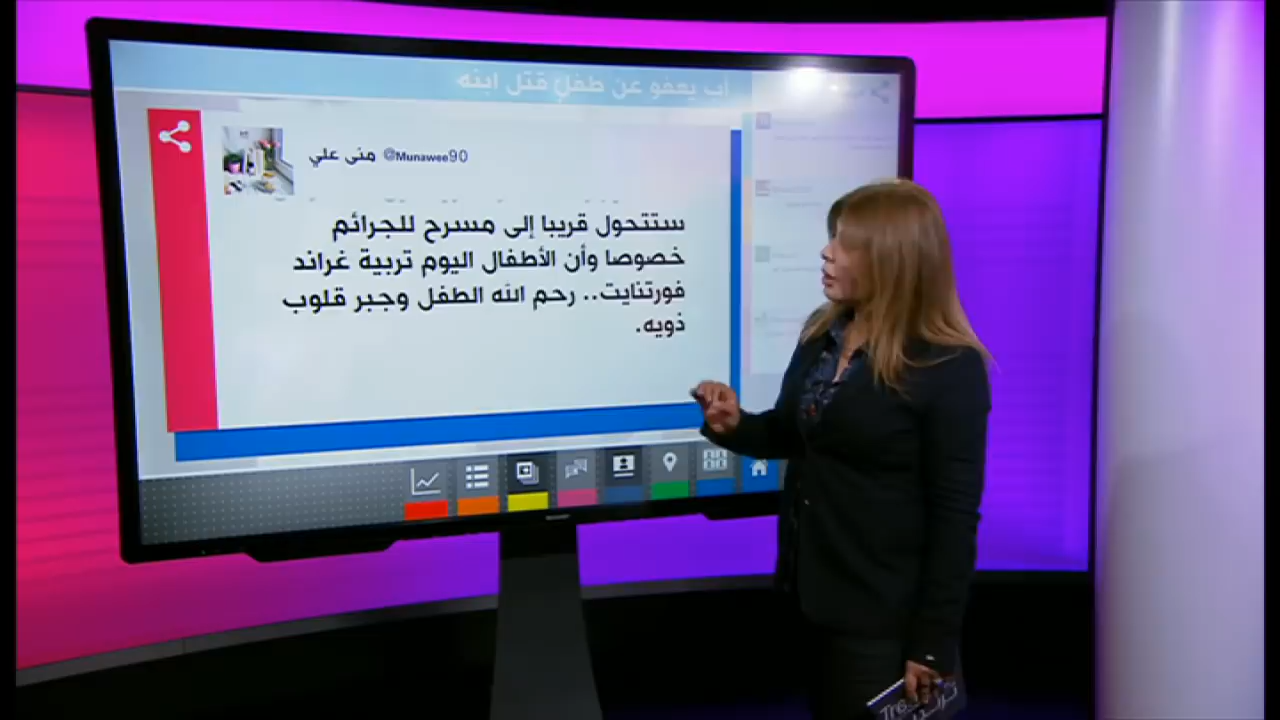 أب يعفو عن طفل قتل ابنه
منى علي @Munawee90
ستتحول قريبا إلى مسرح للجرائم
خصوصا وأن الأطفال اليوم تربية غراند
فورتنايت.. رحم الله الطفل وجبر قلوب
ذويه.